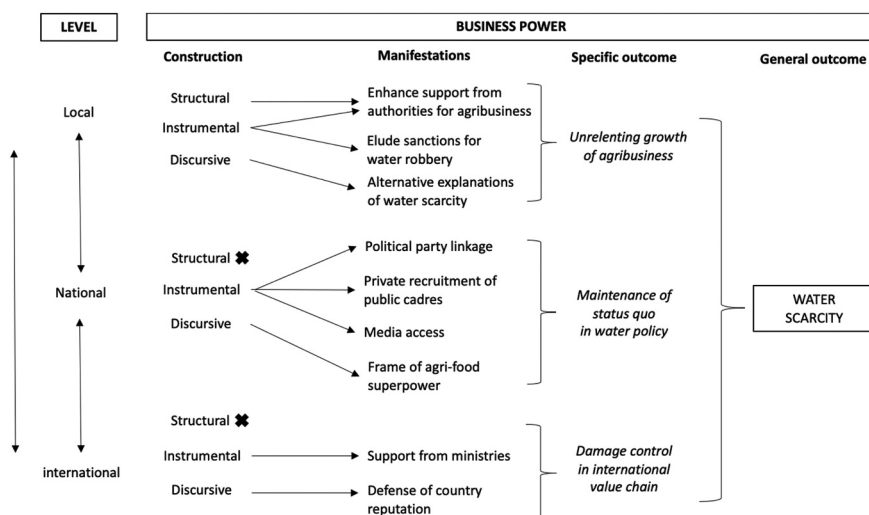 LEVEL
BUSINESS POWER
Construction
Manifestations
Specific outcome
General outcome
Local
Structural
Instrumental
Discursive
Enhance support from
authorities for agribusiness
Elude sanctions for
water robbery
Alternative explanations
of water scarcity
Unrelenting growth
of agribusiness
National
Structural
Instrumental
Discursive
Political party linkage
Private recruitment of
public cadres
Media access
Frame of agri-food
superpower
Maintenance of
status quo
in water policy
WATER
SCARCITY
international
Structural
Instrumental
Discursive
Support from ministries
Defense of country
reputation
Damage control
in international
value chain